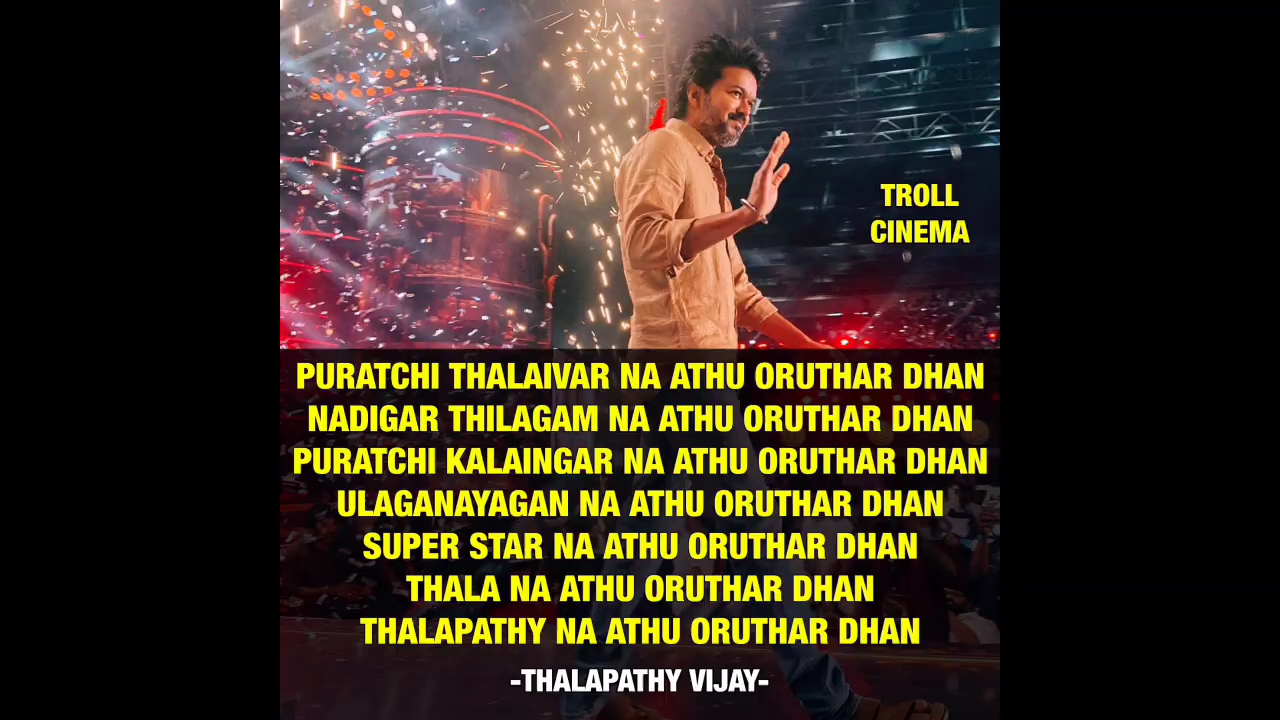 TROLL
CINEMA
PURATCHI THALAIVAR NA ATHU ORUTHAR DHAN
NADIGAR THILAGAM NA ATHU ORUTHAR DHAN
PURATCHI KALAINGAR NA ATHU ORUTHAR DHAN
ULAGANAYAGAN NA ATHU ORUTHAR DHAN
SUPER STAR NA ATHU ORUTHAR DHAN
THALA NA ATHU ORUTHAR DHAN
THALAPATHY NA ATHU ORUTHAR DHAN
-THALAPATHY VIJAY-